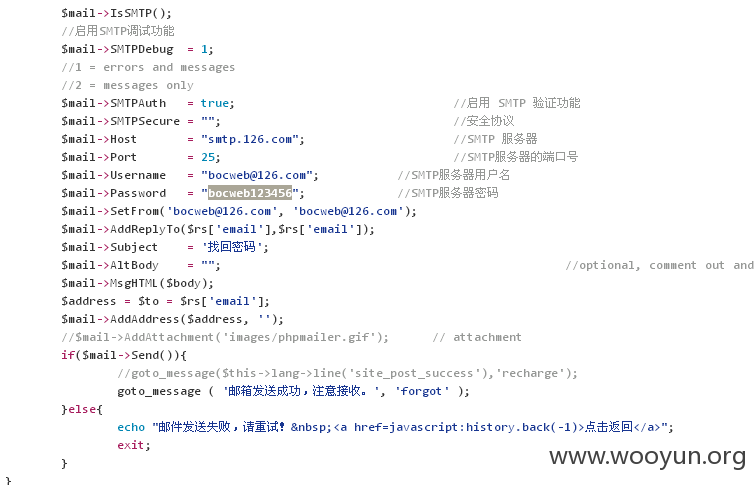 $mail->IsSMTP();
//启用SMTP调试功能
$mail->SMTPDebug  = 1;
//1 = errors and messages
//2 = messages only
$mail->SMTPAuth   = true;                  //启用 SMTP 验证功能
$mail->SMTPSecure = "";                    //安全协议
$mail->Host       = "smtp.126.com";        //SMTP 服务器
$mail->Port       = 25;                    //SMTP服务器的端口号
$mail->Username   = "bocweb@126.com";      //SMTP服务器用户名
$mail->Password   = "bocweb123456";        //SMTP服务器密码
$mail->SetFrom('bocweb@126.com', 'bocweb@126.com');
$mail->AddReplyTo($rs['email'],$rs['email']);
$mail->Subject    = '找回密码';
$mail->AltBody    = "";                    //optional, comment out and
$mail->MsgHTML($body);
$address = $to = $rs['email'];
$mail->AddAddress($address, '');
//$mail->AddAttachment('images/phpmailer.gif');      // attachment
if($mail->Send()){
//goto_message($this->lang->line('site_post_success'),'recharge');
goto_message ( '邮箱发送成功，注意接收。', 'forgot' );
}else{
echo "邮件发送失败，请重试！&nbsp;<a href=javascript:history.back(-1)>点击返回</a>";
exit;
}
www.wooyun.org
}